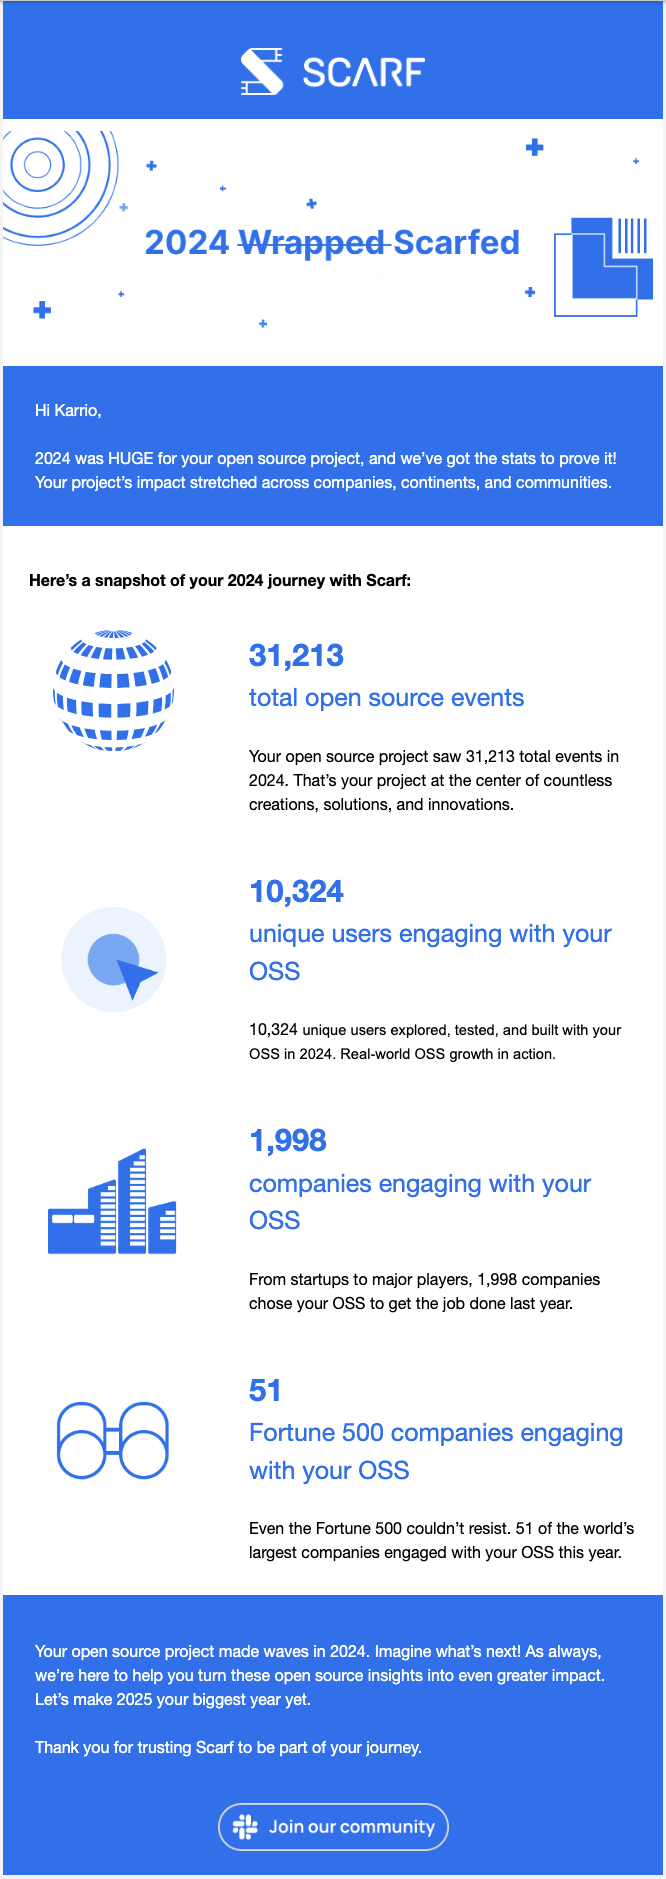 SCARF
2024 Wrapped Scarfed
Hi Karrio,
2024 was HUGE for your open source project, and we’ve got the stats to prove it!
Your project’s impact stretched across companies, continents, and communities.
Here’s a snapshot of your 2024 journey with Scarf:
31,213
total open source events
Your open source project saw 31,213 total events in
2024. That’s your project at the center of countless
creations, solutions, and innovations.
10,324
unique users engaging with your
OSS
10,324 unique users explored, tested, and built with your
OSS in 2024. Real-world OSS growth in action.
1,998
companies engaging with your
OSS
From startups to major players, 1,998 companies
chose your OSS to get the job done last year.
51
Fortune 500 companies engaging
with your OSS
Even the Fortune 500 couldn’t resist. 51 of the world’s
largest companies engaged with your OSS this year.
Your open source project made waves in 2024. Imagine what’s next! As always,
we’re here to help you turn these open source insights into even greater impact.
Let’s make 2025 your biggest year yet.
Thank you for trusting Scarf to be part of your journey.
Join our community